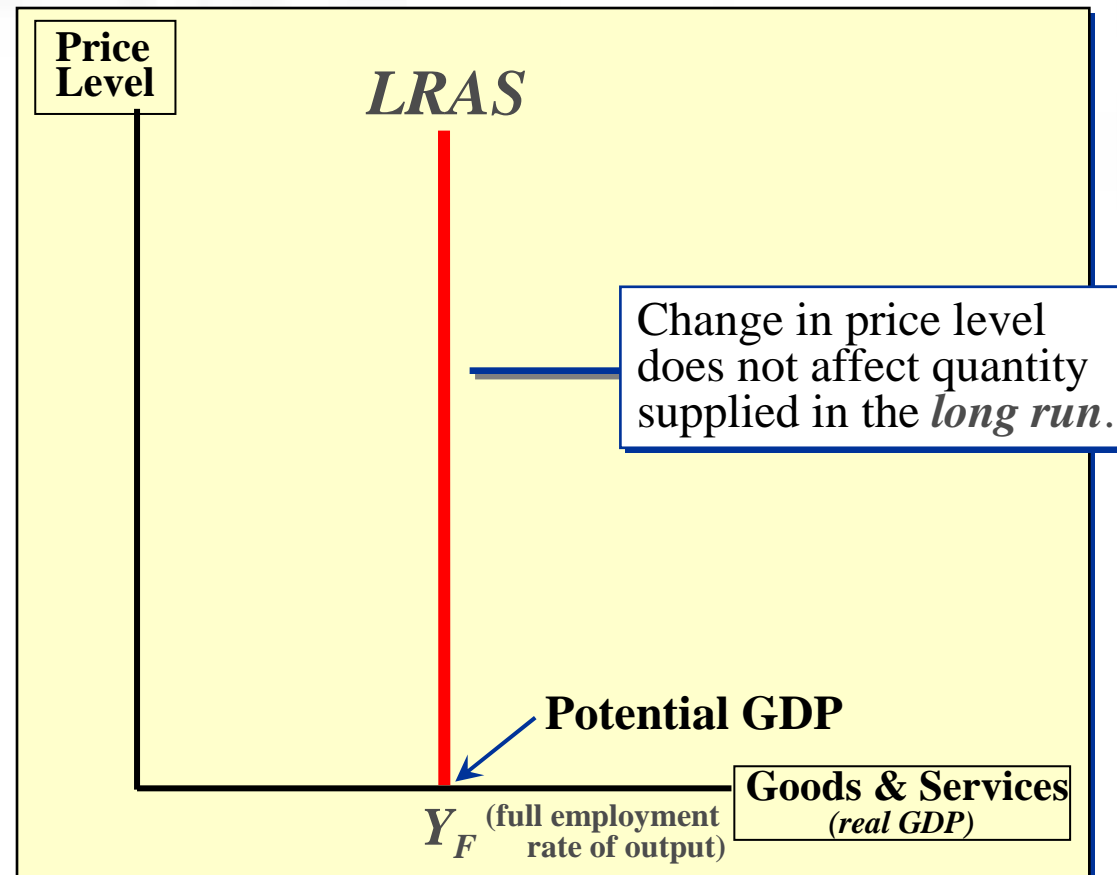 Price
Level
LRAS
Change in price level
does not affect quantity
supplied in the long run.
Potential GDP
Goods & Services
(real GDP)
YF (full employment
rate of output)